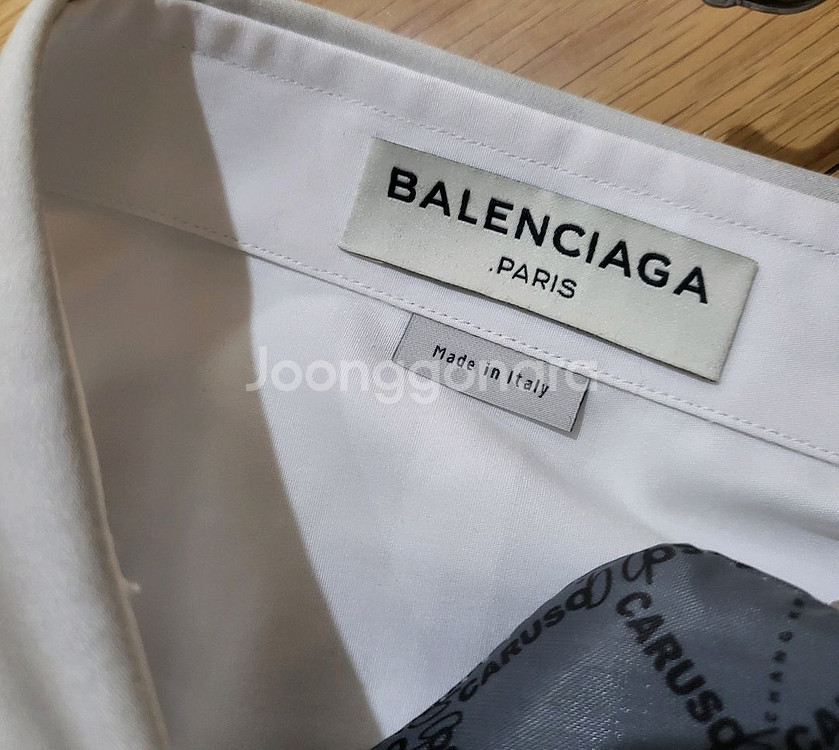 BALENCIAGA
.PARIS
Made in Italy
Joonggonara
CARUSO
CARUSO